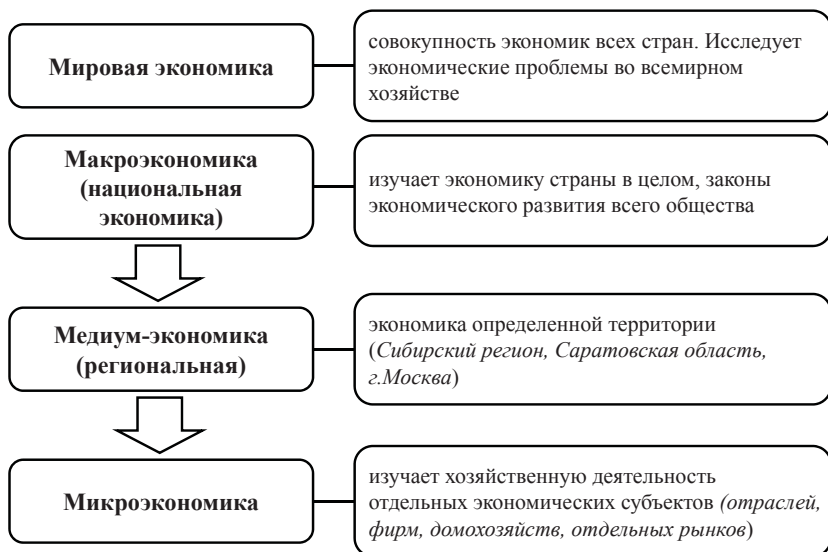 Мировая экономика
совокупность экономик всех стран. Исследует
экономические проблемы во всемирном
хозяйстве
Макроэкономика
(национальная
экономика)
изучает экономику страны в целом, законы
экономического развития всего общества
Медиум-экономика
(региональная)
экономика определенной территории
(Сибирский регион, Саратовская область,
г.Москва)
Микроэкономика
изучает хозяйственную деятельность
отдельных экономических субъектов (отраслей,
фирм, домохозяйств, отдельных рынков)